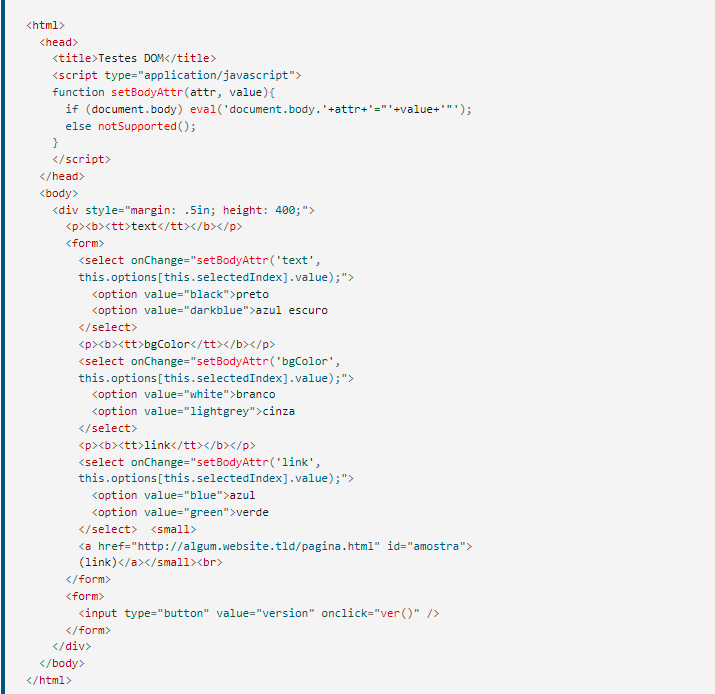 <html>
<head>
<title>Testes DOM</title>
<script type="application/javascript">
function setBodyAttr(attr, value){
if (document.body) eval('document.body.'+attr+'="'+value+'"');
else notSupported();
}
</script>
</head>
<body>
<div style="margin: .5in; height: 400;">
<p><b><tt>text</tt></b></p>
<form>
<select onChange="setBodyAttr('text',
this.options[this.selectedIndex].value);">
<option value="black">preto
<option value="darkblue">azul escuro
</select>
<p><b><tt>bgColor</tt></b></p>
<select onChange="setBodyAttr('bgColor',
this.options[this.selectedIndex].value);">
<option value="white">branco
<option value="lightgrey">cinza
</select>
<p><b><tt>link</tt></b></p>
<select onChange="setBodyAttr('link',
this.options[this.selectedIndex].value);">
<option value="blue">azul
<option value="green">verde
</select>  <small>
<a href="http://algum.website.tld/pagina.html" id="amostra">
(link)</a></small><br>
</form>
<form>
<input type="button" value="version" onclick="ver()" />
</form>
</div>
</body>
</html>